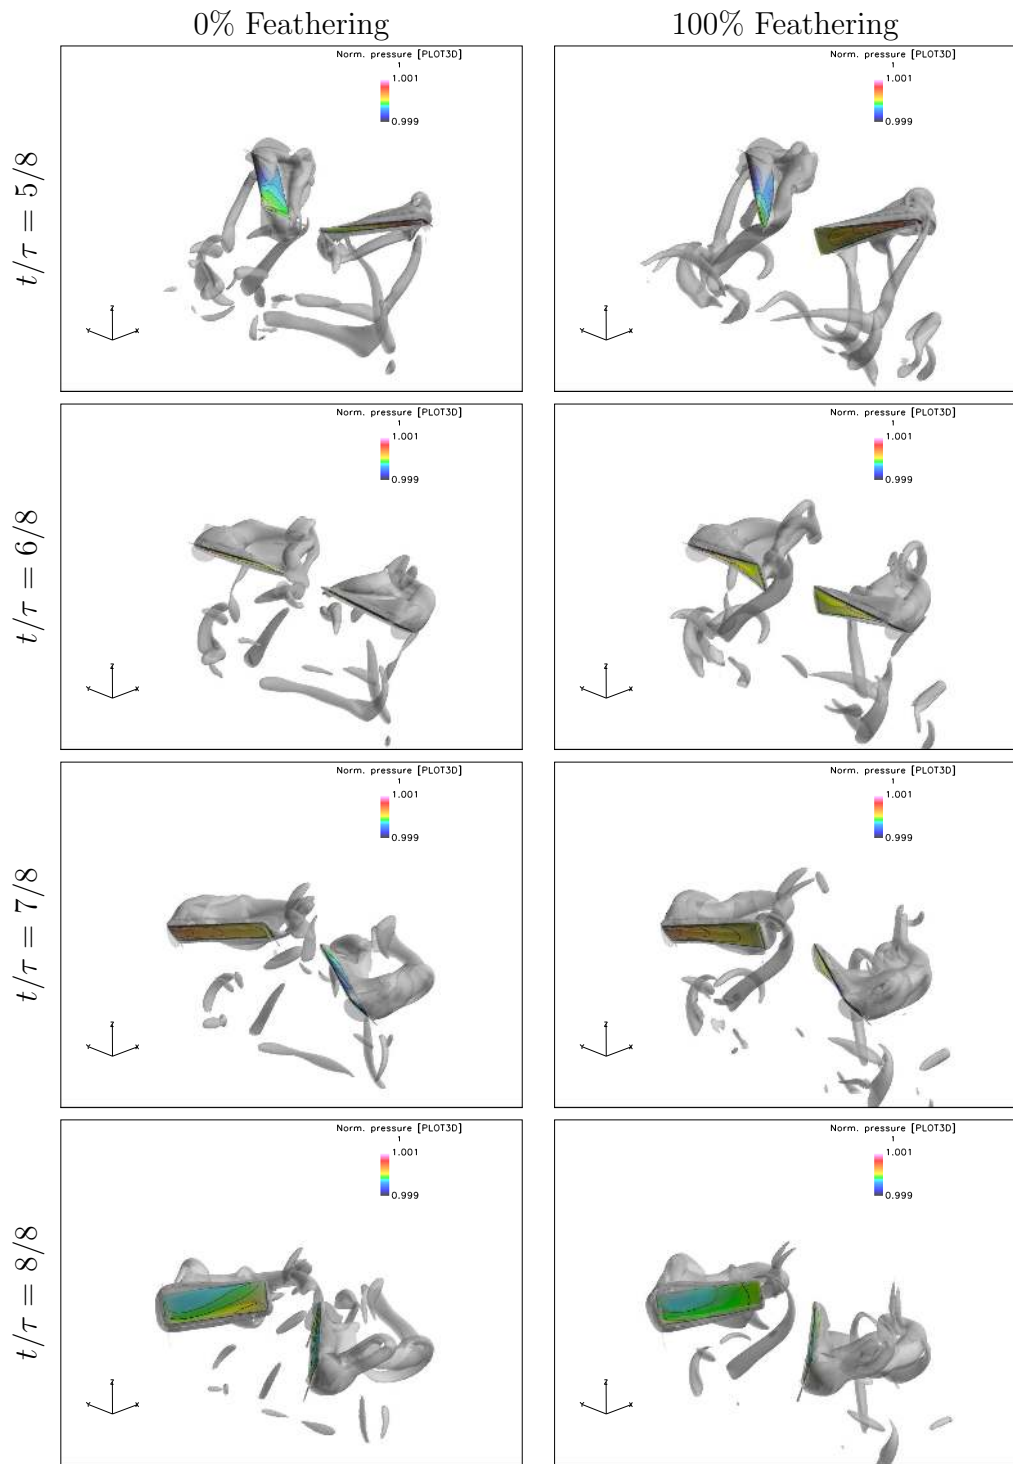 0% Feathering 100% Feathering
t/τ = 5/8
Norm. pressure [PLOT3D]
1
1.001
0.999
Z
Y X
Norm. pressure [PLOT3D]
1
1.001
0.999
Z
Y X
t/τ = 6/8
Norm. pressure [PLOT3D]
1
1.001
0.999
Z
Y X
Norm. pressure [PLOT3D]
1
1.001
0.999
Z
Y X
t/τ = 7/8
Norm. pressure [PLOT3D]
1
1.001
0.999
Z
Y X
Norm. pressure [PLOT3D]
1
1.001
0.999
Z
Y X
t/τ = 8/8
Norm. pressure [PLOT3D]
1
1.001
0.999
Z
Y X
Norm. pressure [PLOT3D]
1
1.001
0.999
Z
Y X